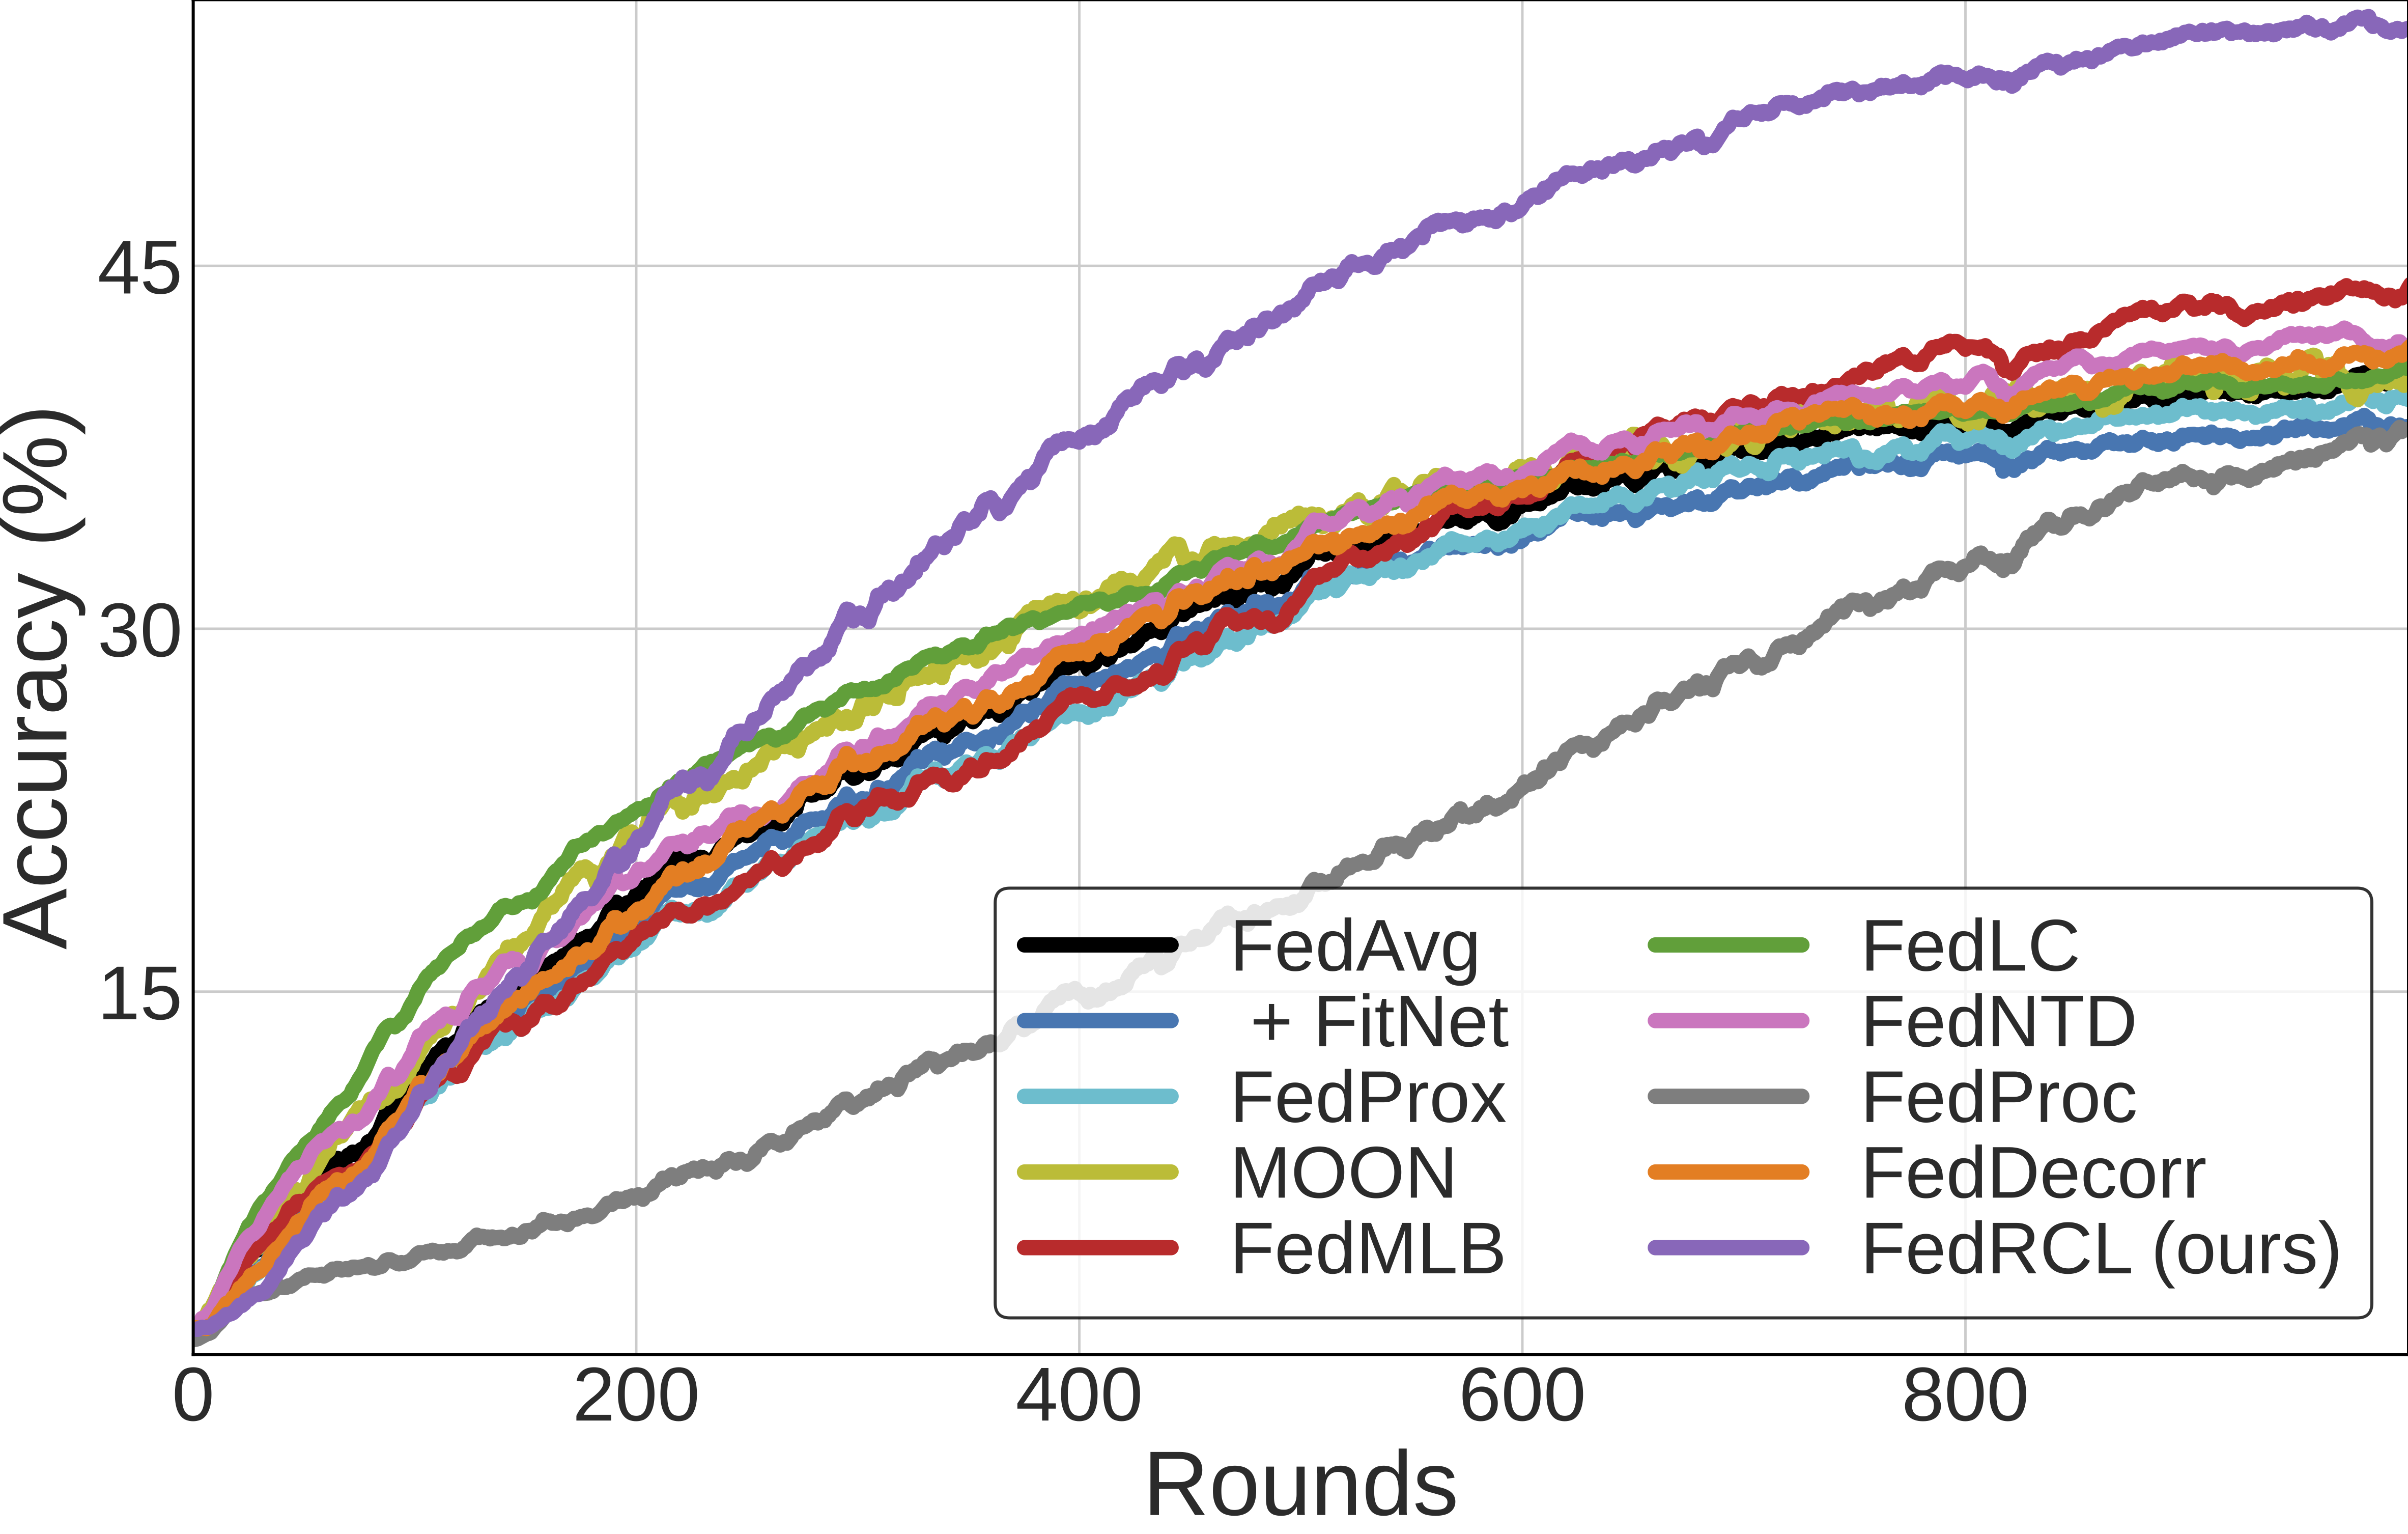 Accuracy (%)
45
30
15
0 200 400 600 800
Rounds
FedAvg
+ FitNet
FedProx
MOON
FedMLB
FedLC
FedNTD
FedProc
FedDecorr
FedRCL (ours)